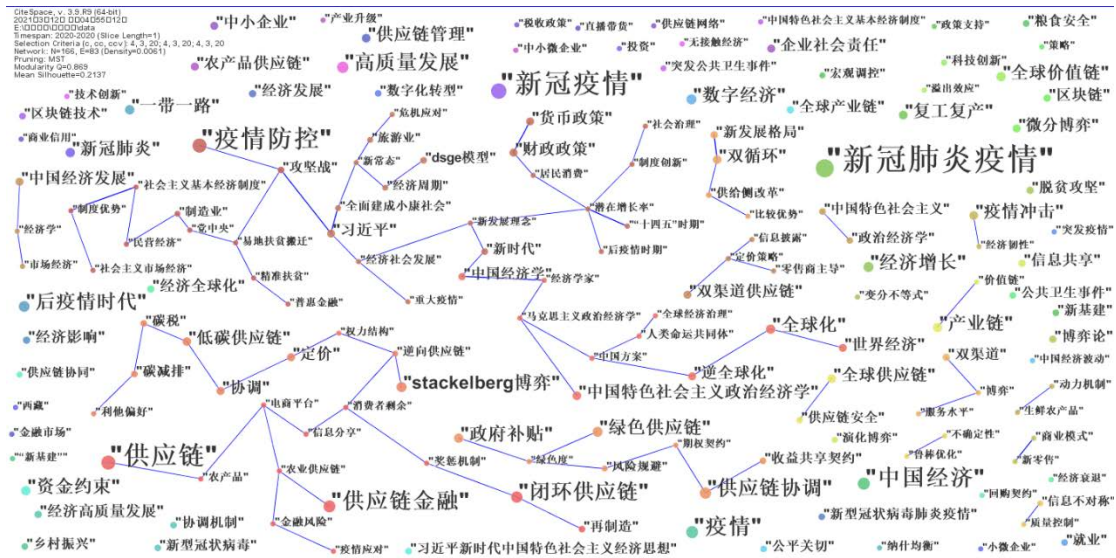 CiteSpace, v. 3.9.R9 (64-bit)
Timespan: 2020-2020 (Slice Length=1)
Selection Criteria (c, cc, ccv): 4, 3, 20; 4, 3, 20; 4, 3, 20
Network: N=166, E=83 (Density=0.0061)
Pruning: MST
Modularity Q=0.869
Mean Silhouette=0.2137
"中小企业"
"产业升级"
"供应链管理"
"税收政策"
"直播带货"
"供应链网络"
"中国特色社会主义基本经济制度"
"政策支持"
"粮食安全"
"农产品供应链"
"高质量发展"
"中小微企业"
"投资"
"无接触经济"
"企业社会责任"
"策略"
"技术创新"
"经济发展"
"数字化转型"
"新冠疫情"
"突发公共卫生事件"
"宏观调控"
"科技创新"
"全球价值链"
"区块链技术"
"一带一路"
"危机应对"
"货币政策"
"数字经济"
"全球产业链"
"溢出效应"
"复工复产"
"区块链"
"商业信用"
"疫情防控"
"旅游业"
"社会治理"
"新发展格局"
"微分博弈"
"新冠肺炎"
"攻坚战"
"新常态"
"dsge模型"
"财政政策"
"制度创新"
"双循环"
"新冠肺炎疫情"
"中国经济发展"
"社会主义基本经济制度"
"经济周期"
"居民消费"
"供给侧改革"
"脱贫攻坚"
"制度优势"
"制造业"
"全面建成小康社会"
"新发展理念"
"潜在增长率"
"比较优势"
"中国特色社会主义"
"疫情冲击"
"经济学"
"党中央"
"习近平"
"“十四五”时期"
"突发疫情"
"民营经济"
"易地扶贫搬迁"
"新时代"
"后疫情时期"
"信息披露"
"政治经济学"
"经济韧性"
"市场经济"
"社会主义市场经济"
"经济社会发展"
"定价策略"
"经济增长"
"信息共享"
"精准扶贫"
"中国经济学"
"经济学家"
"零售商主导"
"价值链"
"后疫情时代"
"经济全球化"
"普惠金融"
"重大疫情"
"双渠道供应链"
"变分不等式"
"公共卫生事件"
"碳税"
"权力结构"
"马克思主义政治经济学"
"全球经济治理"
"产业链"
"新基建"
"经济影响"
"低碳供应链"
"定价"
"逆向供应链"
"人类命运共同体"
"全球化"
"世界经济"
"博弈论"
"供应链协同"
"碳减排"
"中国方案"
"双渠道"
"中国经济波动"
"协调"
"stackelberg博弈"
"逆全球化"
"全球供应链"
"博弈"
"动力机制"
"西藏"
"利他偏好"
"电商平台"
"消费者剩余"
"中国特色社会主义政治经济学"
"供应链安全"
"服务水平"
"生鲜农产品"
"金融市场"
"信息分享"
"政府补贴"
"绿色供应链"
"演化博弈"
"不确定性"
"商业模式"
"“新基建”"
"供应链"
"农产品"
"农业供应链"
"奖惩机制"
"绿色度"
"期权契约"
"风险规避"
"收益共享契约"
"鲁棒优化"
"新零售"
"资金约束"
"供应链金融"
"闭环供应链"
"供应链协调"
"中国经济"
"经济衰退"
"经济高质量发展"
"回购契约"
"信息不对称"
"乡村振兴"
"协调机制"
"金融风险"
"再制造"
"疫情"
"新型冠状病毒肺炎疫情"
"质量控制"
"新型冠状病毒"
"疫情应对"
"习近平新时代中国特色社会主义经济思想"
"公平关切"
"纳什均衡"
"小微企业"
"就业"